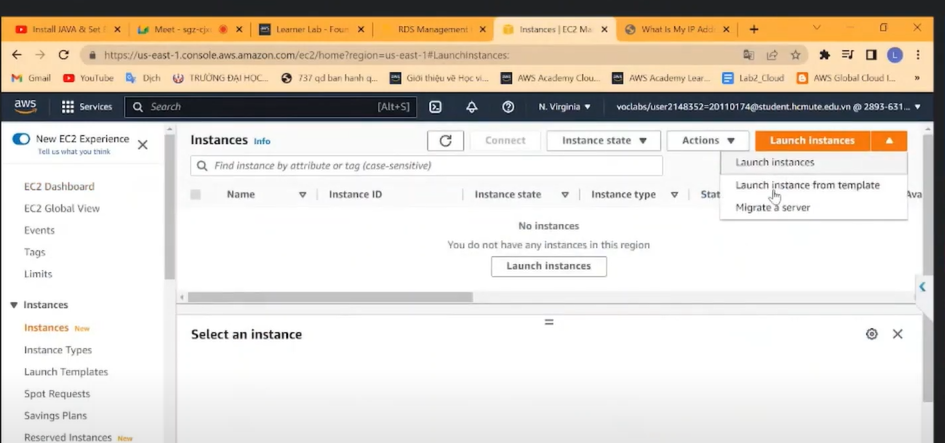 Install JAVA & Set
Meet - sgz-cjx
Learner Lab - Foun
RDS Management
Instances | EC2 Ma
What Is My IP Add
https://us-east-1.console.aws.amazon.com/ec2/home?region=us-east-1#LaunchInstances:
L
Gmail
YouTube
Dịch
TRƯỜNG ĐẠI HỌC...
737 qd ban hanh q...
Giới thiệu về Học vi...
AWS Academy Clou...
AWS Academy Lear...
Lab2_Cloud
AWS Global Cloud I...
aws
Services
Search
[Alt+S]
N. Virginia
voclabs/user2148352=20110174@student.hcmute.edu.vn @ 2893-631...
New EC2 Experience
Tell us what you think
EC2 Dashboard
EC2 Global View
Events
Tags
Limits
Instances
Instances New
Instance Types
Launch Templates
Spot Requests
Savings Plans
Reserved Instances New
Instances Info
Connect
Instance state
Actions
Launch instances
Find instance by attribute or tag (case-sensitive)
Launch instances
Launch instance from template
Migrate a server
Name
Instance ID
Instance state
Instance type
Stat
Ava
No instances
You do not have any instances in this region
Launch instances
Select an instance